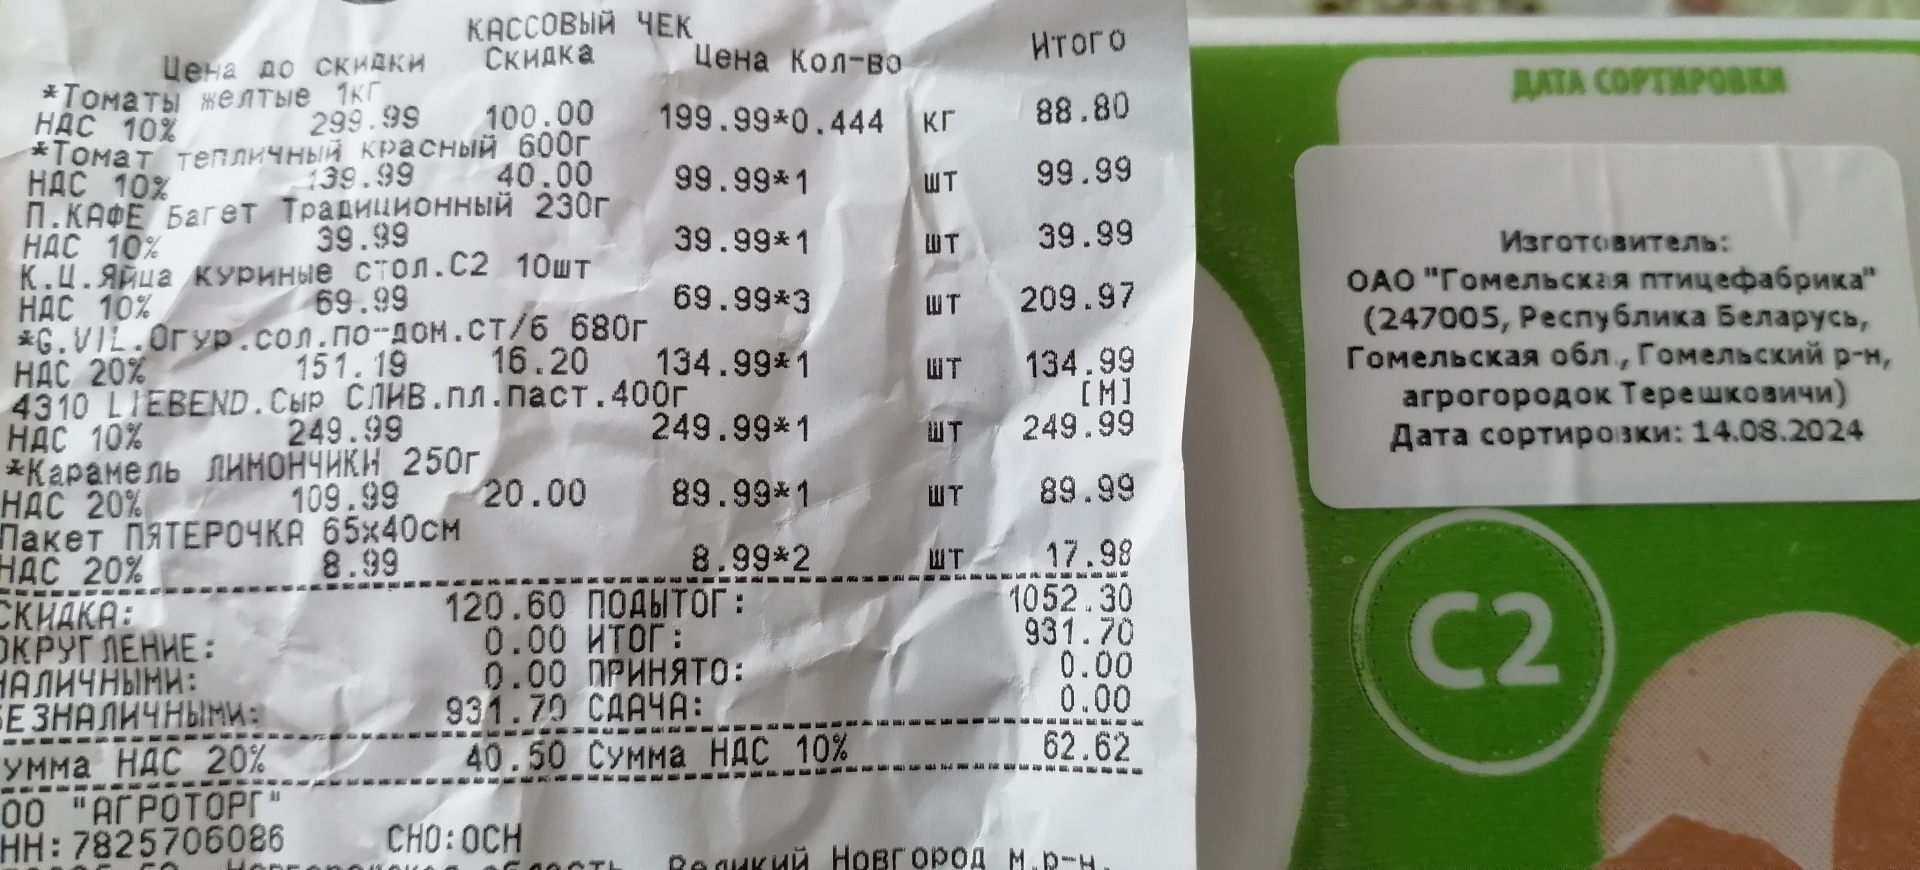 КАССОВЫЙ ЧЕК
Цена до скидки Скидка Цена Кол-во Итого
*Томаты желтые 1кг
НДС 10% 299.99 100.00 199.99*0.444 кг 88.80
*Томат тепличный красный 600г
НДС 10% 139.99 40.00 99.99*1 шт 99.99
П.КАФЕ Багет Традиционный 230г
НДС 10% 39.99 39.99*1 шт 39.99
К.Ц.Яйца куриные стол.С2 10шт
НДС 10% 69.99 69.99*3 шт 209.97
*G.VIL.Огур.сол.по-дом.ст/б 680г
НДС 20% 151.19 16.20 134.99*1 шт 134.99
4310 LIEBEND.Сыр СЛИВ.пл.паст.400г [М]
НДС 10% 249.99 249.99*1 шт 249.99
*Карамель ЛИМОНЧИКИ 250г
НДС 20% 109.99 20.00 89.99*1 шт 89.99
Пакет ПЯТЕРОЧКА 65х40см
НДС 20% 8.99 8.99*2 шт 17.98
СКИДКА: 120.60 ПОДЫТОГ: 1052.30
ОКРУГЛЕНИЕ: 0.00 ИТОГ: 931.70
НАЛИЧНЫМИ: 0.00 ПРИНЯТО: 0.00
БЕЗНАЛИЧНЫМИ: 931.70 СДАЧА: 0.00
умма НДС 20% 40.50 Сумма НДС 10% 62.62
ОО "АГРОТОРГ"
НН:7825706086 СНО:ОСН
Новгородская область, Великий Новгород м.р-н,
ДАТА СОРТИРОВКИ
Изготовитель:
ОАО "Гомельская птицефабрика"
(247005, Республика Беларусь,
Гомельская обл., Гомельский р-н,
агрогородок Терешковичи)
Дата сортировки: 14.08.2024
С2